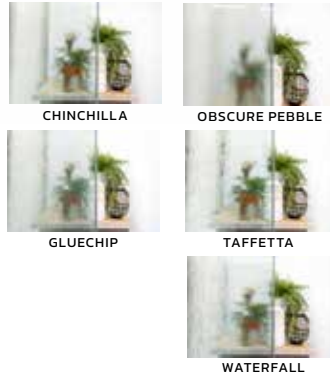 CHINCHILLA
OBSCURE PEBBLE
GLUECHIP
TAFFETTA
WATERFALL